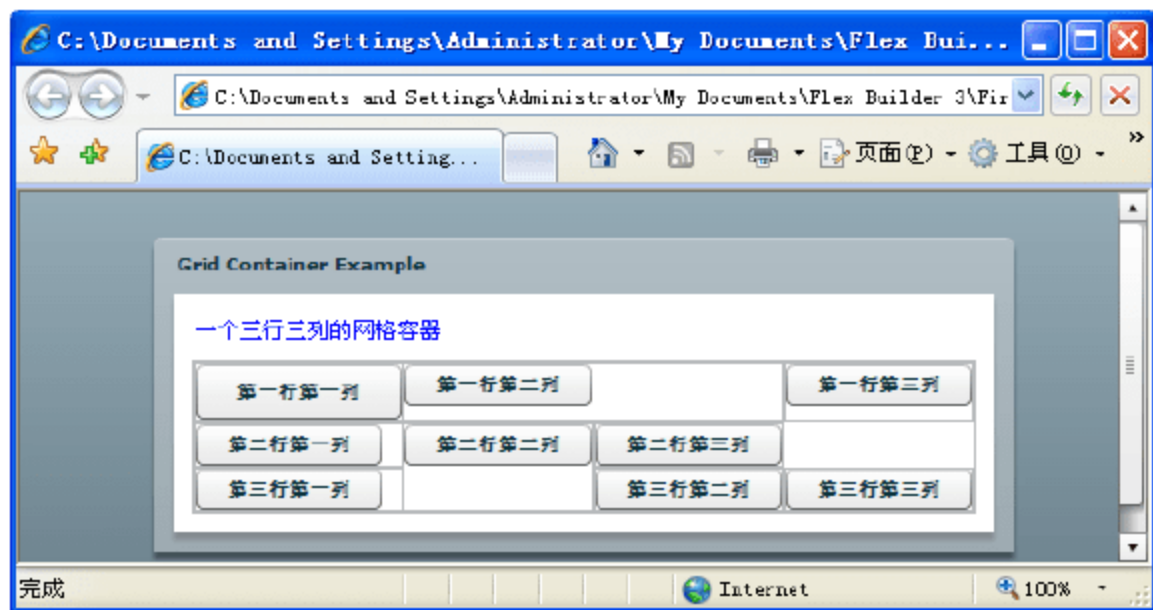 C:\Documents and Settings\Administrator\My Documents\Flex Bui...
C:\Documents and Settings\Administrator\My Documents\Flex Builder 3\Fir
C:\Documents and Setting...
页面(P)
工具(O)
»
Grid Container Example
一个三行三列的网格容器
第一行第一列 第一行第二列 第一行第三列
第二行第一列 第二行第二列 第二行第三列
第三行第一列 第三行第二列 第三行第三列
完成
Internet
100%